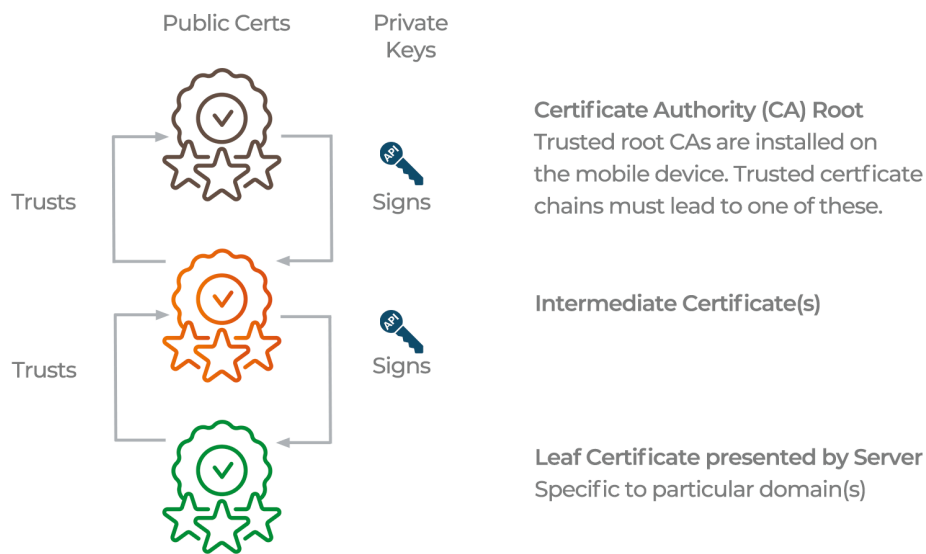 Public Certs
Private
Keys
Certificate Authority (CA) Root
Trusted root CAs are installed on
the mobile device. Trusted certficate
chains must lead to one of these.
API
Trusts
Signs
Intermediate Certificate(s)
API
Trusts
Signs
Leaf Certificate presented by Server
Specific to particular domain(s)